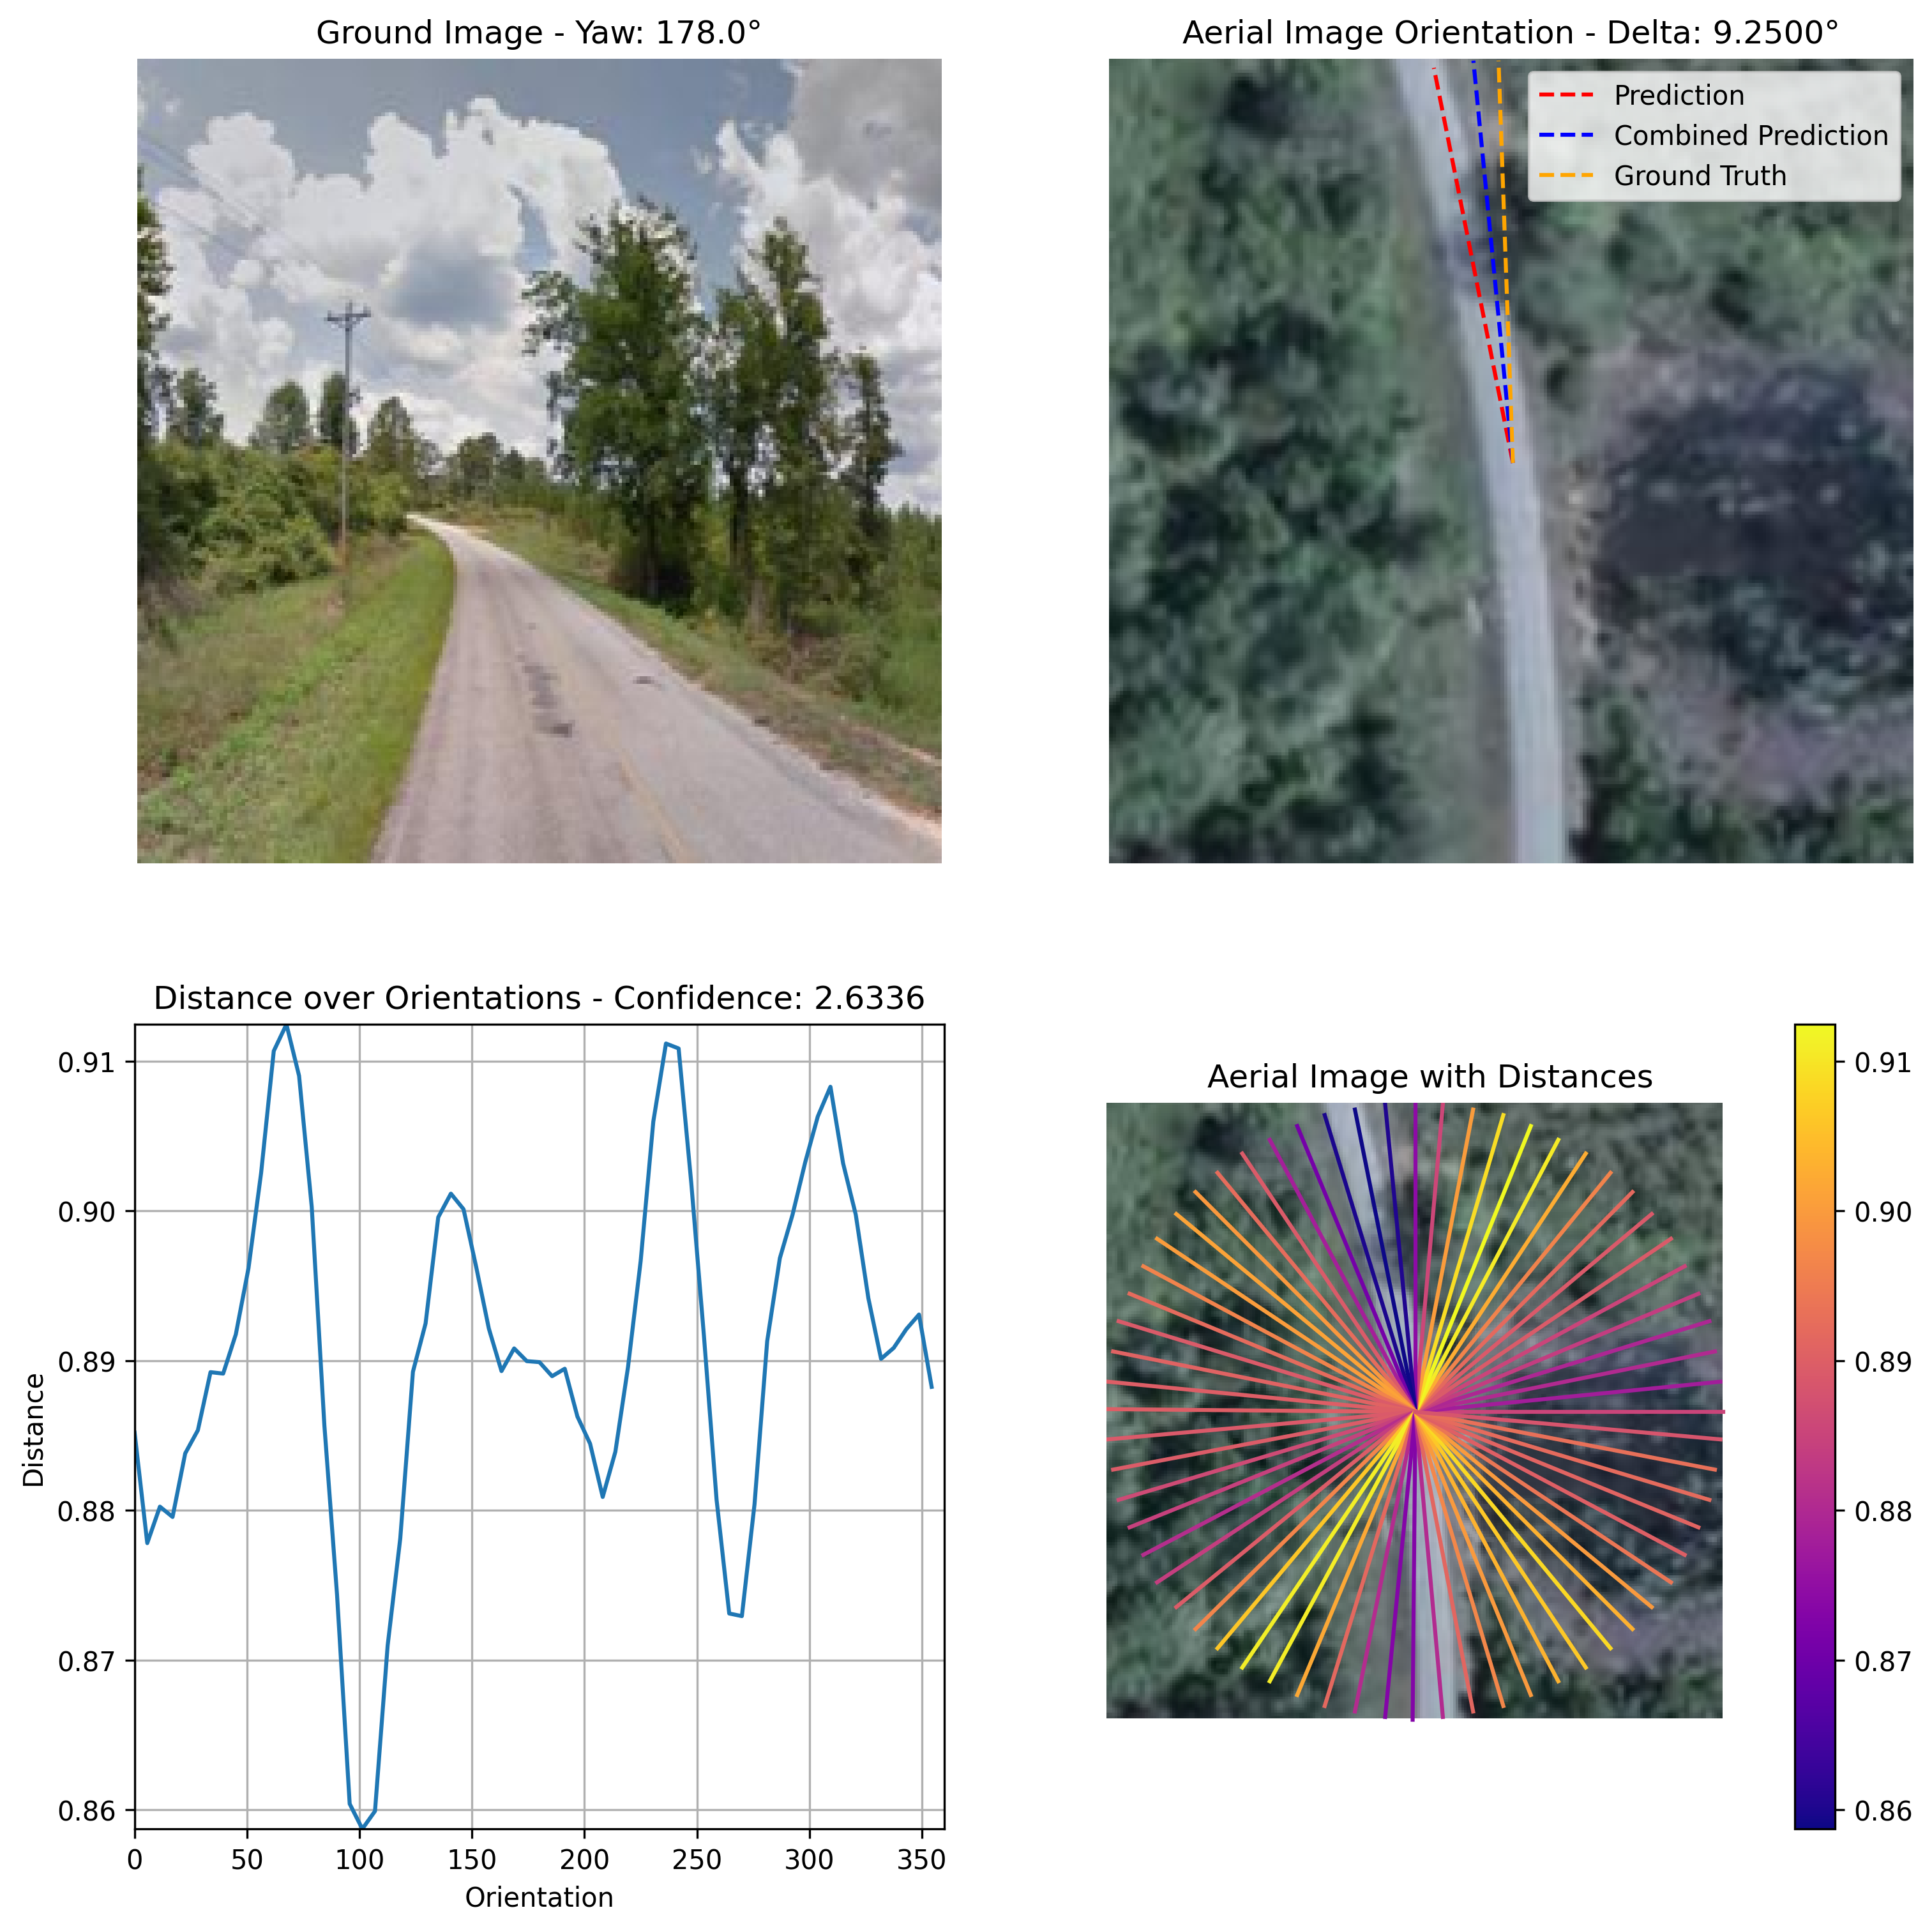 Ground Image - Yaw: 178.0°
Aerial Image Orientation - Delta: 9.2500°
Prediction
Combined Prediction
Ground Truth
Distance over Orientations - Confidence: 2.6336
0.91
0.90
0.89
0.88
0.87
0.86
Distance
0
50
100
150
200
250
300
350
Orientation
Aerial Image with Distances
0.91
0.90
0.89
0.88
0.87
0.86